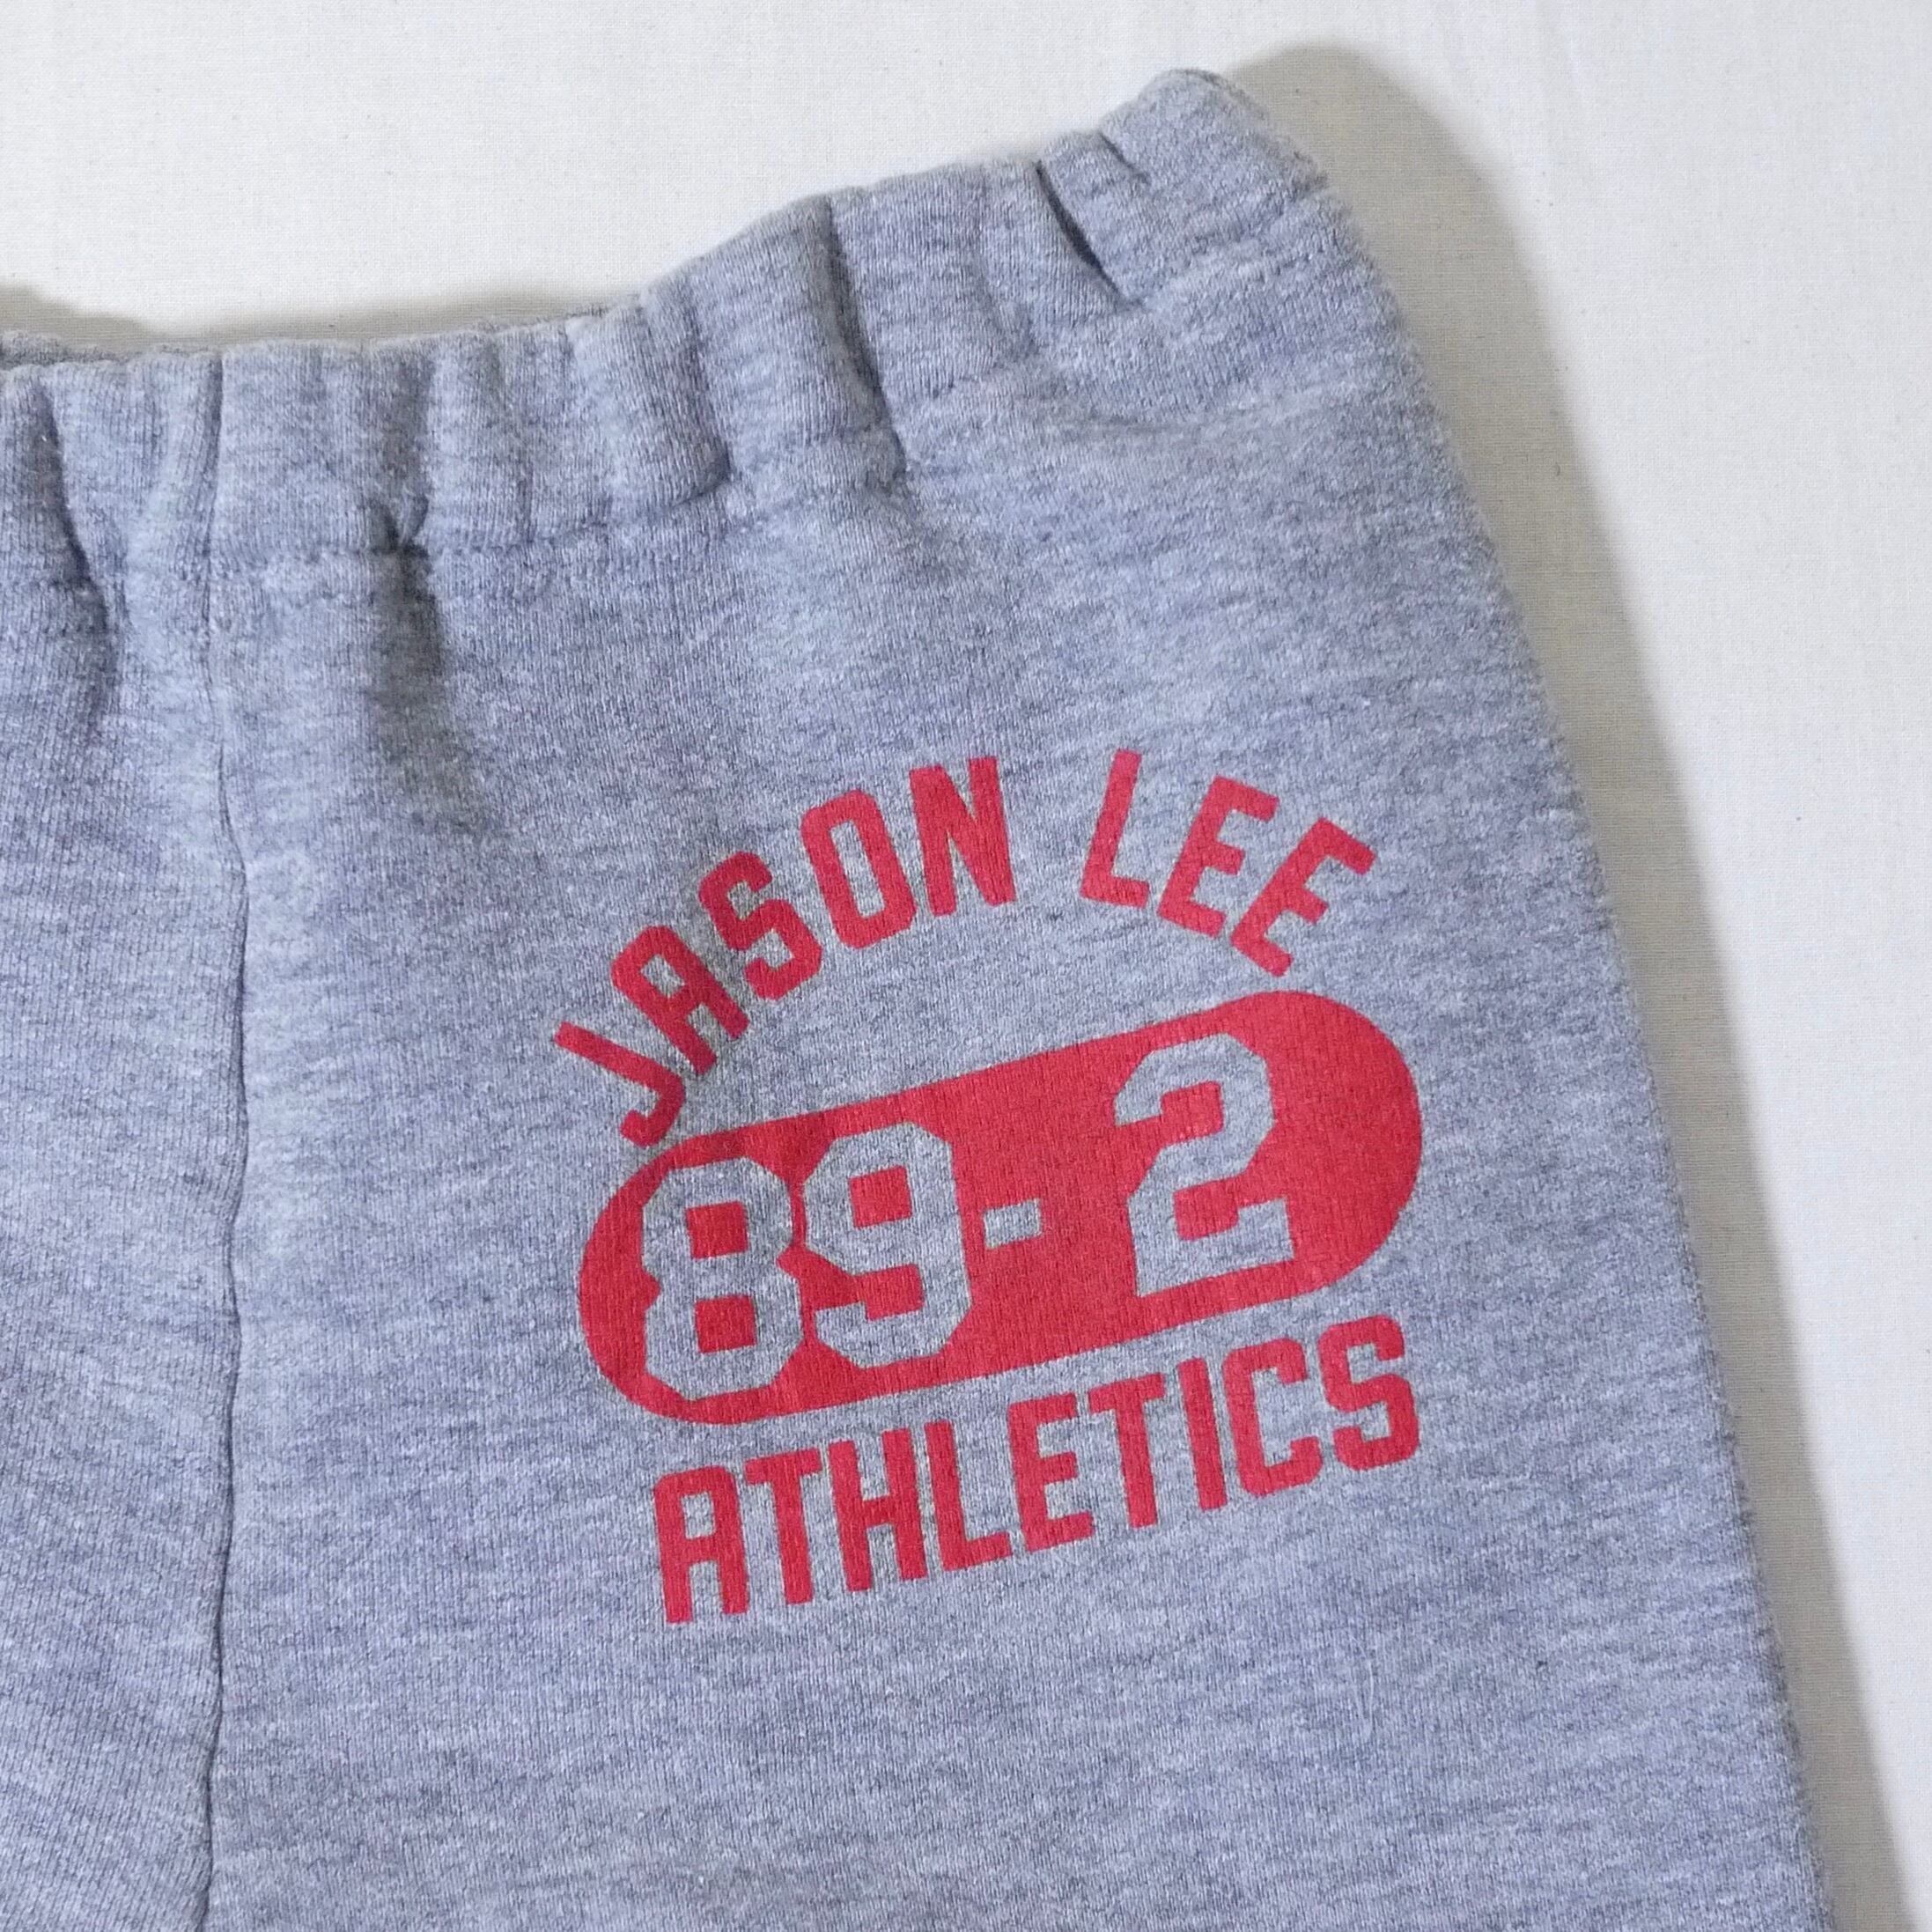 JASON LEE
89-2
ATHLETICS